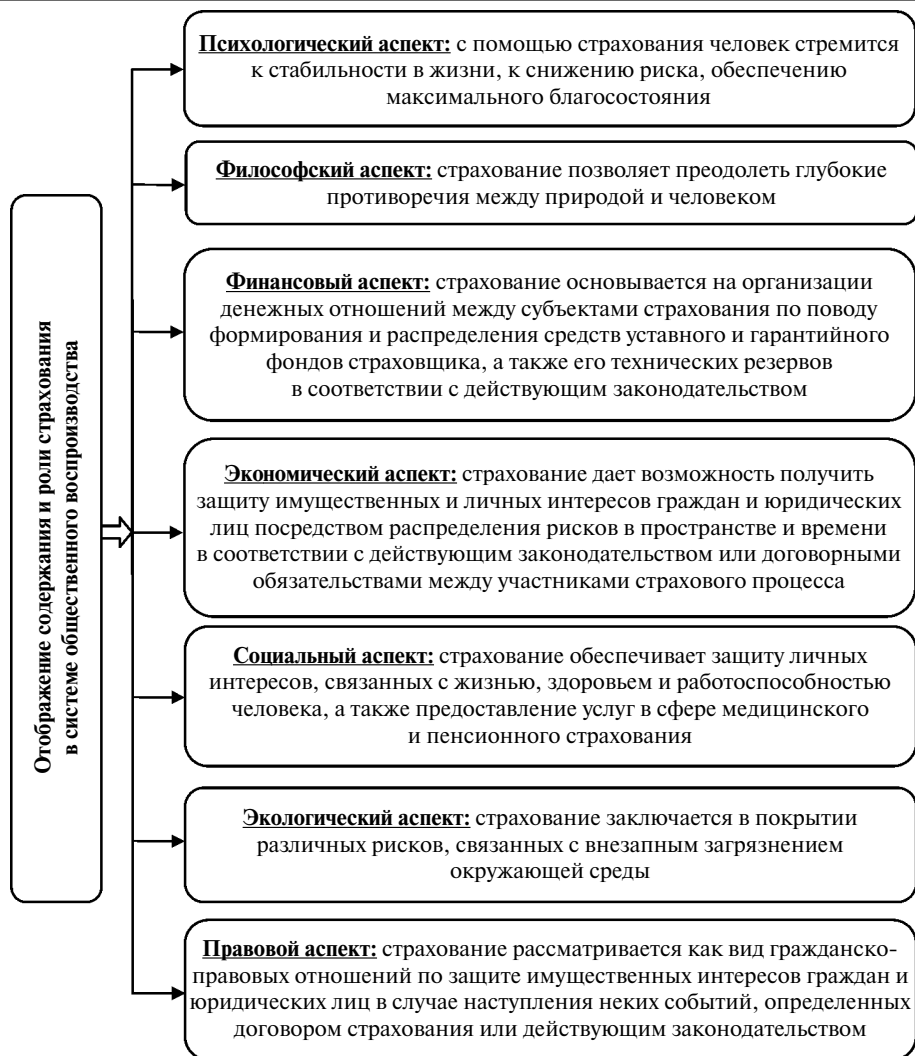 Отображение содержания и роли страхования
в системе общественного воспроизводства
Психологический аспект: с помощью страхования человек стремится
к стабильности в жизни, к снижению риска, обеспечению
максимального благосостояния
Философский аспект: страхование позволяет преодолеть глубокие
противоречия между природой и человеком
Финансовый аспект: страхование основывается на организации
денежных отношений между субъектами страхования по поводу
формирования и распределения средств уставного и гарантийного
фондов страховщика, а также его технических резервов
в соответствии с действующим законодательством
Экономический аспект: страхование дает возможность получить
защиту имущественных и личных интересов граждан и юридических
лиц посредством распределения рисков в пространстве и времени
в соответствии с действующим законодательством или договорными
обязательствами между участниками страхового процесса
Социальный аспект: страхование обеспечивает защиту личных
интересов, связанных с жизнью, здоровьем и работоспособностью
человека, а также предоставление услуг в сфере медицинского
и пенсионного страхования
Экологический аспект: страхование заключается в покрытии
различных рисков, связанных с внезапным загрязнением
окружающей среды
Правовой аспект: страхование рассматривается как вид гражданско-
правовых отношений по защите имущественных интересов граждан и
юридических лиц в случае наступления неких событий, определенных
договором страхования или действующим законодательством